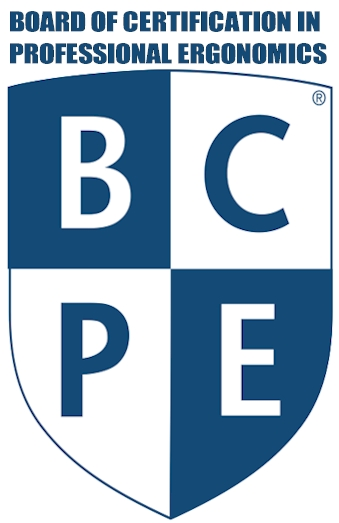 BOARD OF CERTIFICATION IN
PROFESSIONAL ERGONOMICS
®
B C
P E